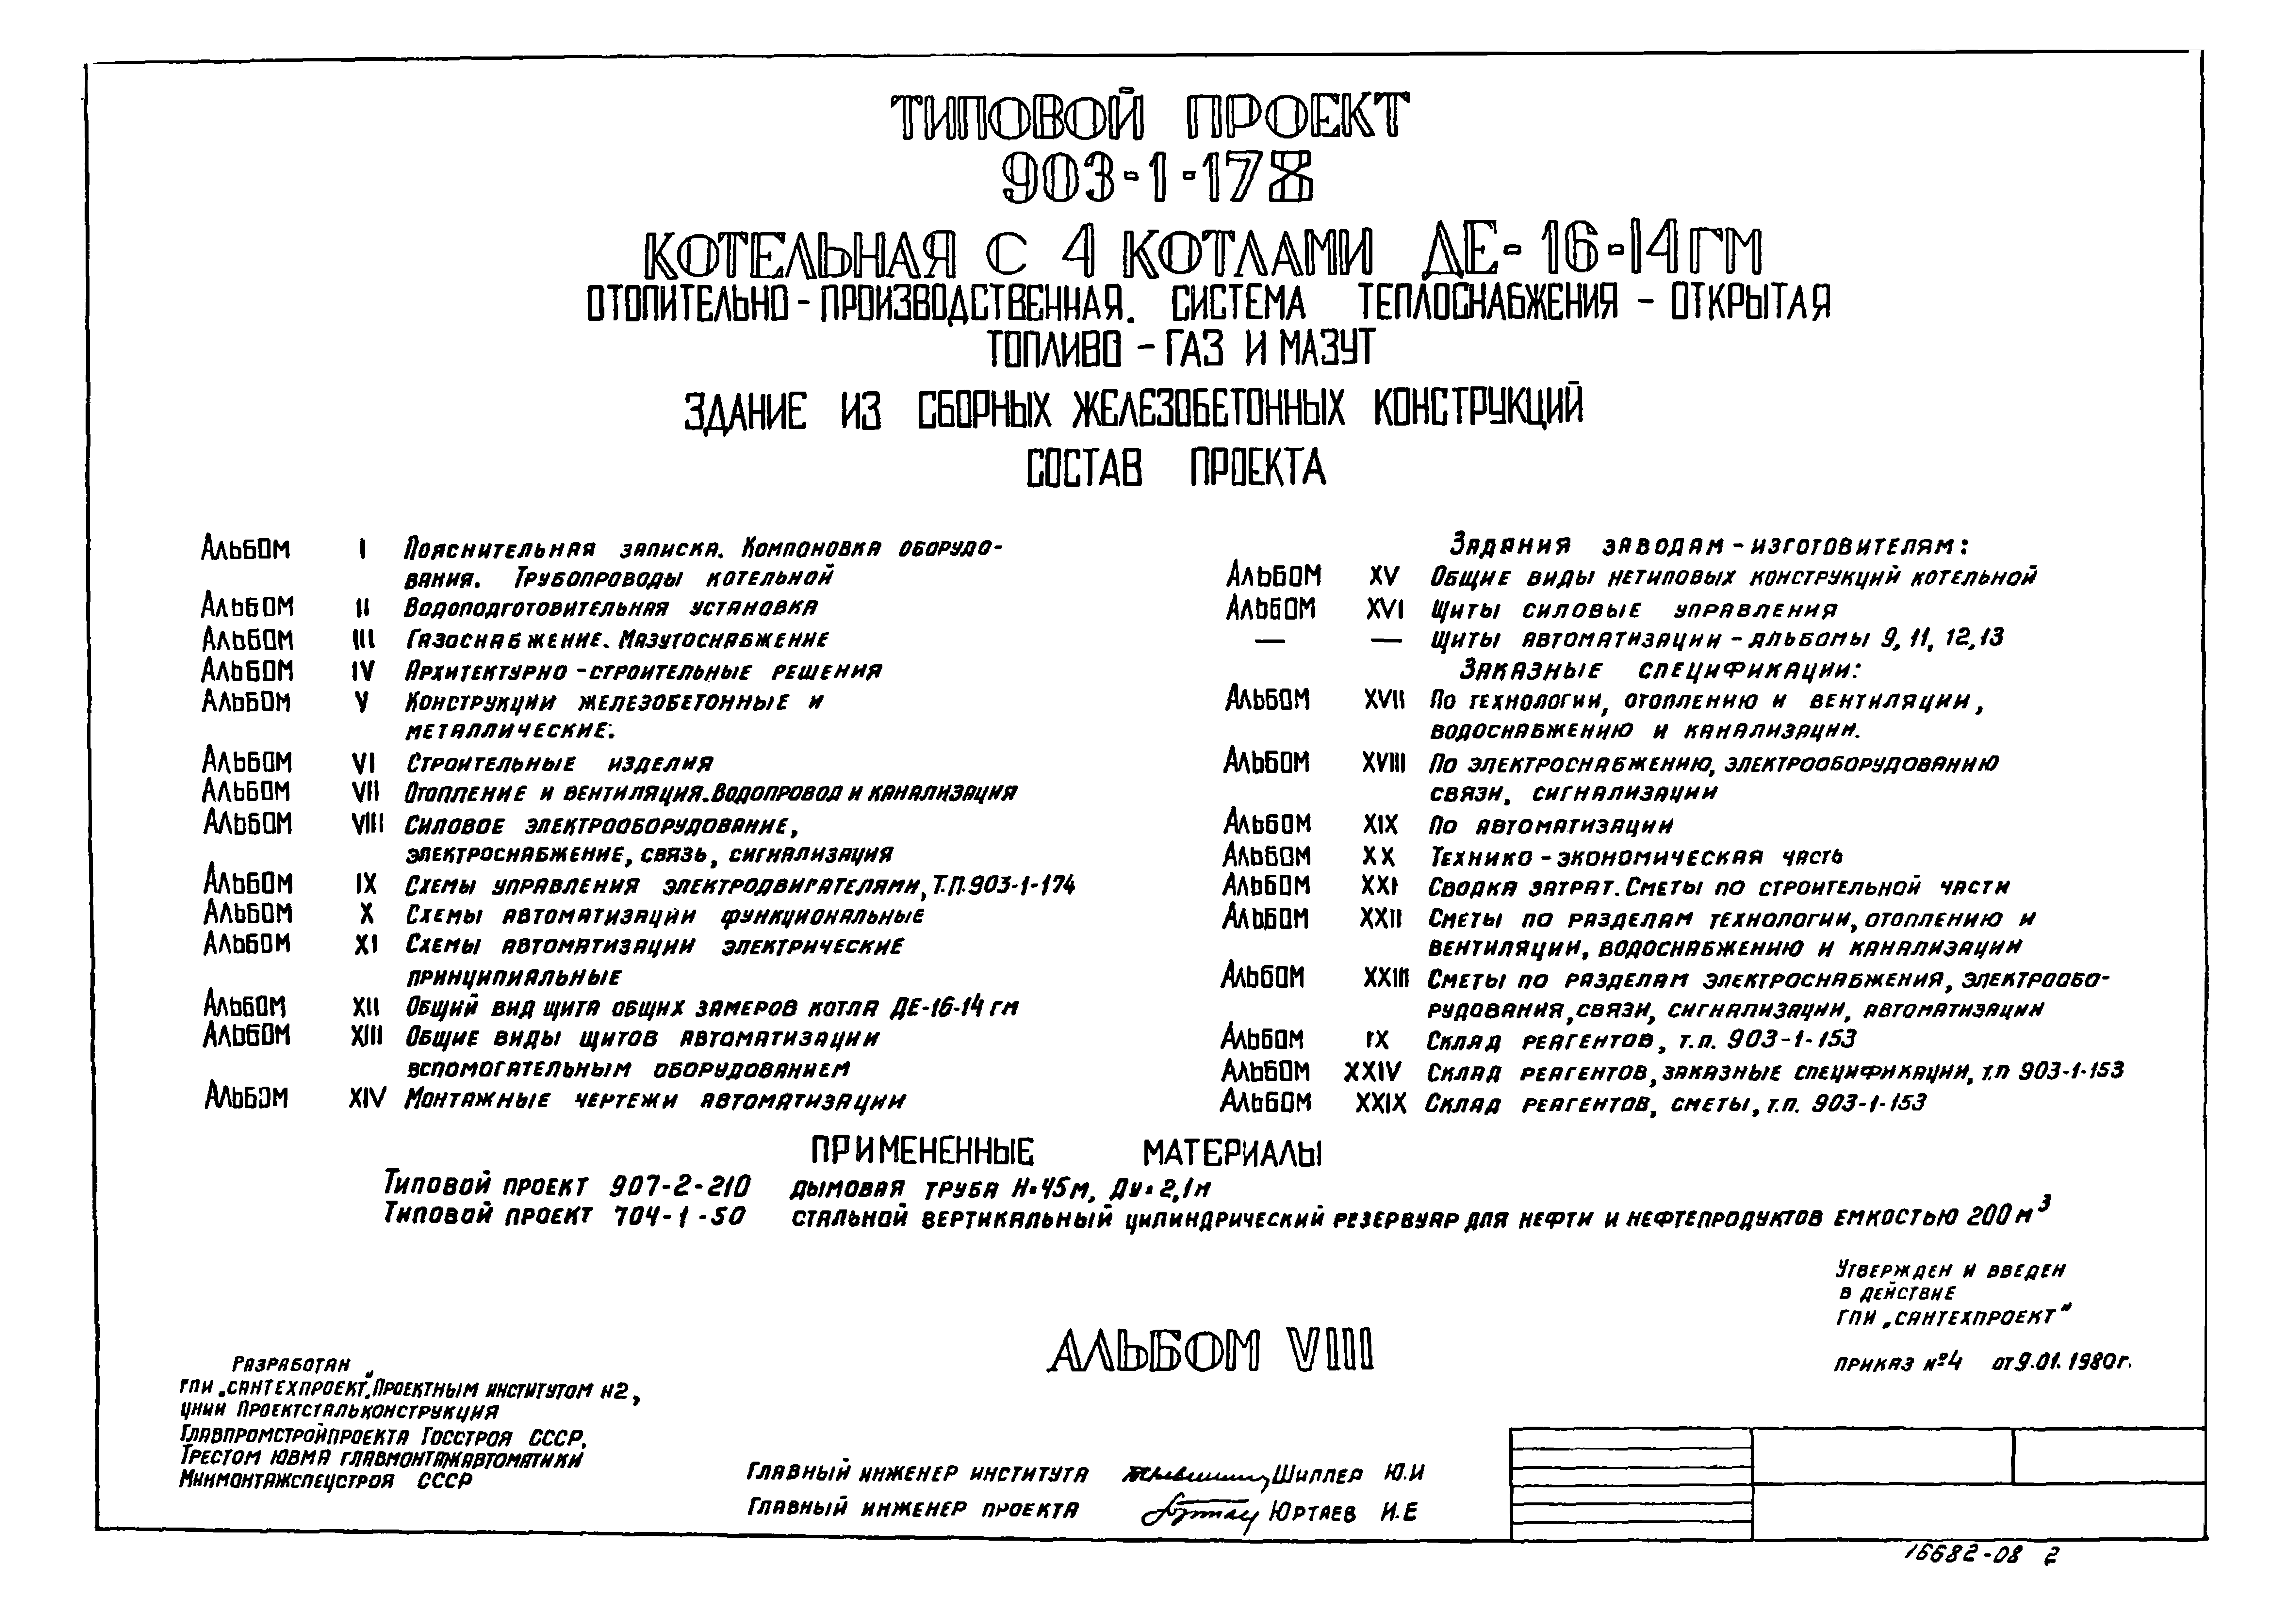 ТИПОВОЙ ПРОЕКТ
903-1-178
КОТЕЛЬНАЯ С 4 КОТЛАМИ ДЕ-16-14ГМ
ОТОПИТЕЛЬНО-ПРОИЗВОДСТВЕННАЯ. СИСТЕМА ТЕПЛОСНАБЖЕНИЯ - ОТКРЫТАЯ
ТОПЛИВО - ГАЗ И МАЗУТ
ЗДАНИЕ ИЗ СБОРНЫХ ЖЕЛЕЗОБЕТОННЫХ КОНСТРУКЦИЙ
СОСТАВ ПРОЕКТА
АЛЬБОМ I ПОЯСНИТЕЛЬНАЯ ЗАПИСКА. КОМПОНОВКА ОБОРУДО-
ВАНИЯ. ТРУБОПРОВОДЫ КОТЕЛЬНОЙ
АЛЬБОМ II ВОДОПОДГОТОВИТЕЛЬНАЯ УСТАНОВКА
АЛЬБОМ III ГАЗОСНАБЖЕНИЕ. МАЗУТОСНАБЖЕНИЕ
АЛЬБОМ IV АРХИТЕКТУРНО-СТРОИТЕЛЬНЫЕ РЕШЕНИЯ
АЛЬБОМ V КОНСТРУКЦИИ ЖЕЛЕЗОБЕТОННЫЕ И
МЕТАЛЛИЧЕСКИЕ.
АЛЬБОМ VI СТРОИТЕЛЬНЫЕ ИЗДЕЛИЯ
АЛЬБОМ VII ОТОПЛЕНИЕ И ВЕНТИЛЯЦИЯ. ВОДОПРОВОД И КАНАЛИЗАЦИЯ
АЛЬБОМ VIII СИЛОВОЕ ЭЛЕКТРООБОРУДОВАНИЕ,
ЭЛЕКТРОСНАБЖЕНИЕ, СВЯЗЬ, СИГНАЛИЗАЦИЯ
АЛЬБОМ IX СХЕМЫ УПРАВЛЕНИЯ ЭЛЕКТРОДВИГАТЕЛЯМИ, Т.П. 903-1-174
АЛЬБОМ X СХЕМЫ АВТОМАТИЗАЦИИ ФУНКЦИОНАЛЬНЫЕ
АЛЬБОМ XI СХЕМЫ АВТОМАТИЗАЦИИ ЭЛЕКТРИЧЕСКИЕ
ПРИНЦИПИАЛЬНЫЕ
АЛЬБОМ XII ОБЩИЙ ВИД ЩИТА ОБЩИХ ЗАМЕРОВ КОТЛА ДЕ-16-14 ГМ
АЛЬБОМ XIII ОБЩИЕ ВИДЫ ЩИТОВ АВТОМАТИЗАЦИИ
ВСПОМОГАТЕЛЬНЫМ ОБОРУДОВАНИЕМ
АЛЬБОМ XIV МОНТАЖНЫЕ ЧЕРТЕЖИ АВТОМАТИЗАЦИИ
ЗАДАНИЯ ЗАВОДАМ-ИЗГОТОВИТЕЛЯМ:
АЛЬБОМ XV ОБЩИЕ ВИДЫ НЕТИПОВЫХ КОНСТРУКЦИЙ КОТЕЛЬНОЙ
АЛЬБОМ XVI ЩИТЫ СИЛОВЫЕ УПРАВЛЕНИЯ
— — ЩИТЫ АВТОМАТИЗАЦИИ - АЛЬБОМЫ 9, 11, 12, 13
ЗАКАЗНЫЕ СПЕЦИФИКАЦИИ:
АЛЬБОМ XVII ПО ТЕХНОЛОГИИ, ОТОПЛЕНИЮ И ВЕНТИЛЯЦИИ,
ВОДОСНАБЖЕНИЮ И КАНАЛИЗАЦИИ.
АЛЬБОМ XVIII ПО ЭЛЕКТРОСНАБЖЕНИЮ, ЭЛЕКТРООБОРУДОВАНИЮ
СВЯЗИ, СИГНАЛИЗАЦИИ
АЛЬБОМ XIX ПО АВТОМАТИЗАЦИИ
АЛЬБОМ XX ТЕХНИКО-ЭКОНОМИЧЕСКАЯ ЧАСТЬ
АЛЬБОМ XXI СВОДКА ЗАТРАТ. СМЕТЫ ПО СТРОИТЕЛЬНОЙ ЧАСТИ
АЛЬБОМ XXII СМЕТЫ ПО РАЗДЕЛАМ ТЕХНОЛОГИИ, ОТОПЛЕНИЮ И
ВЕНТИЛЯЦИИ, ВОДОСНАБЖЕНИЮ И КАНАЛИЗАЦИИ
АЛЬБОМ XXIII СМЕТЫ ПО РАЗДЕЛАМ ЭЛЕКТРОСНАБЖЕНИЯ, ЭЛЕКТРООБО-
РУДОВАНИЯ, СВЯЗИ, СИГНАЛИЗАЦИИ, АВТОМАТИЗАЦИИ
АЛЬБОМ IX СКЛАД РЕАГЕНТОВ, Т.П. 903-1-153
АЛЬБОМ XXIV СКЛАД РЕАГЕНТОВ, ЗАКАЗНЫЕ СПЕЦИФИКАЦИИ, Т.П 903-1-153
АЛЬБОМ XXIX СКЛАД РЕАГЕНТОВ, СМЕТЫ, Т.П. 903-1-153
ПРИМЕНЕННЫЕ МАТЕРИАЛЫ
ТИПОВОЙ ПРОЕКТ 907-2-210 ДЫМОВАЯ ТРУБА Н=45М, ДУ=2,1М
ТИПОВОЙ ПРОЕКТ 704-1-50 СТАЛЬНОЙ ВЕРТИКАЛЬНЫЙ ЦИЛИНДРИЧЕСКИЙ РЕЗЕРВУАР ДЛЯ НЕФТИ И НЕФТЕПРОДУКТОВ ЕМКОСТЬЮ 200 М³
УТВЕРЖДЕН И ВВЕДЕН
В ДЕЙСТВИЕ
ГПИ „САНТЕХПРОЕКТ"
ПРИКАЗ №4 ОТ 9.01.1980Г.
АЛЬБОМ VIII
РАЗРАБОТАН
ГПИ „САНТЕХПРОЕКТ", ПРОЕКТНЫМ ИНСТИТУТОМ Н2,
ЦНИИ ПРОЕКТСТАЛЬКОНСТРУКЦИЯ
ГЛАВПРОМСТРОЙПРОЕКТА ГОССТРОЯ СССР,
ТРЕСТОМ ЮВМА ГЛАВМОНТАЖАВТОМАТИКИ
МИНМОНТАЖСПЕЦСТРОЯ СССР
ГЛАВНЫЙ ИНЖЕНЕР ИНСТИТУТА ШИЛЛЕР Ю.И
ГЛАВНЫЙ ИНЖЕНЕР ПРОЕКТА ЮРТАЕВ И.Е
16682-08 2